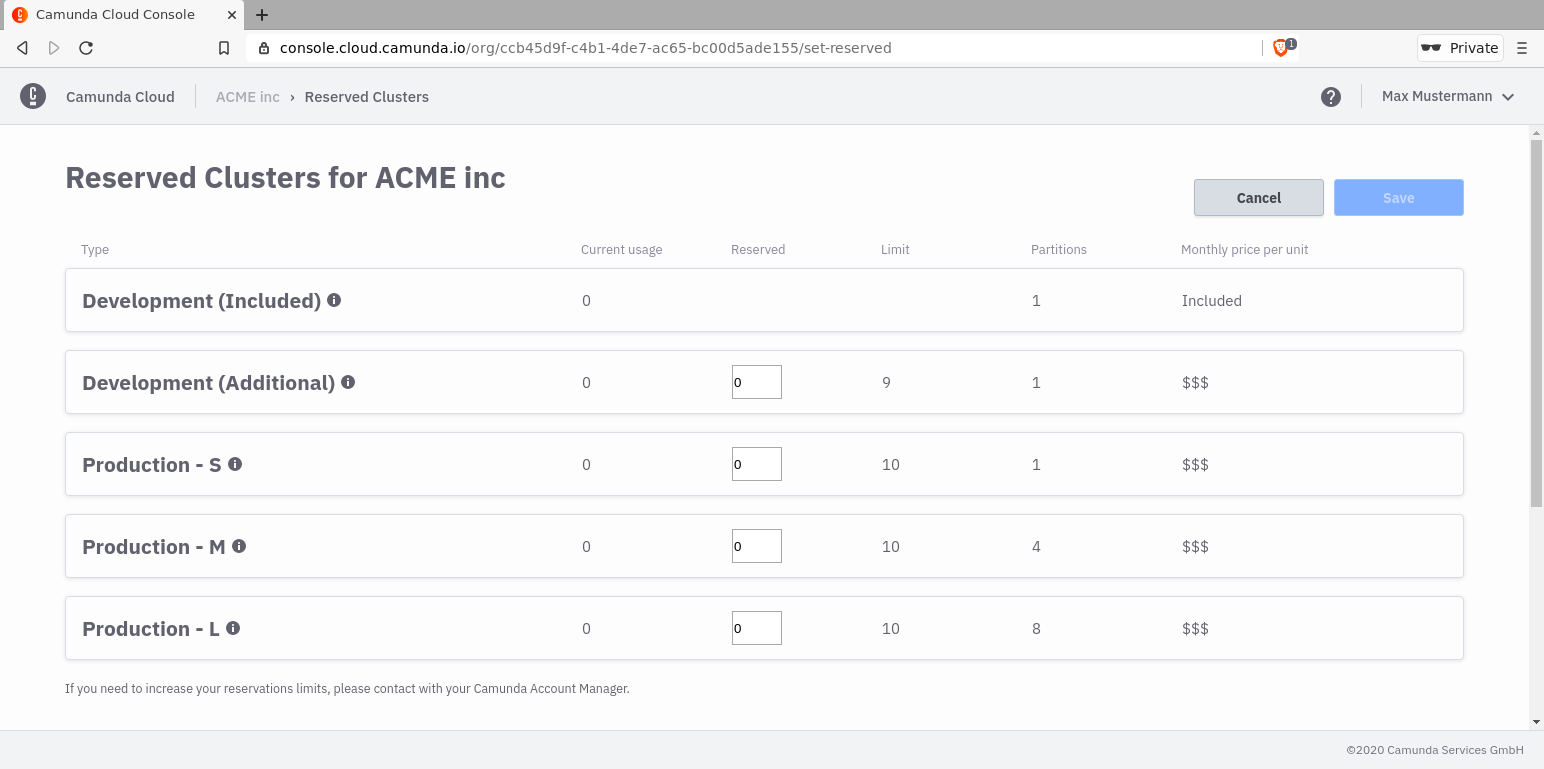 Camunda Cloud Console
console.cloud.camunda.io/org/ccb45d9f-c4b1-4de7-ac65-bc00d5ade155/set-reserved
1
Private
Camunda Cloud
ACME inc › Reserved Clusters
?
Max Mustermann
Reserved Clusters for ACME inc
Cancel
Save
Type Current usage Reserved Limit Partitions Monthly price per unit
Development (Included) 0 1 Included
Development (Additional) 0 0 9 1 $$$
Production - S 0 0 10 1 $$$
Production - M 0 0 10 4 $$$
Production - L 0 0 10 8 $$$
If you need to increase your reservations limits, please contact with your Camunda Account Manager.
©2020 Camunda Services GmbH